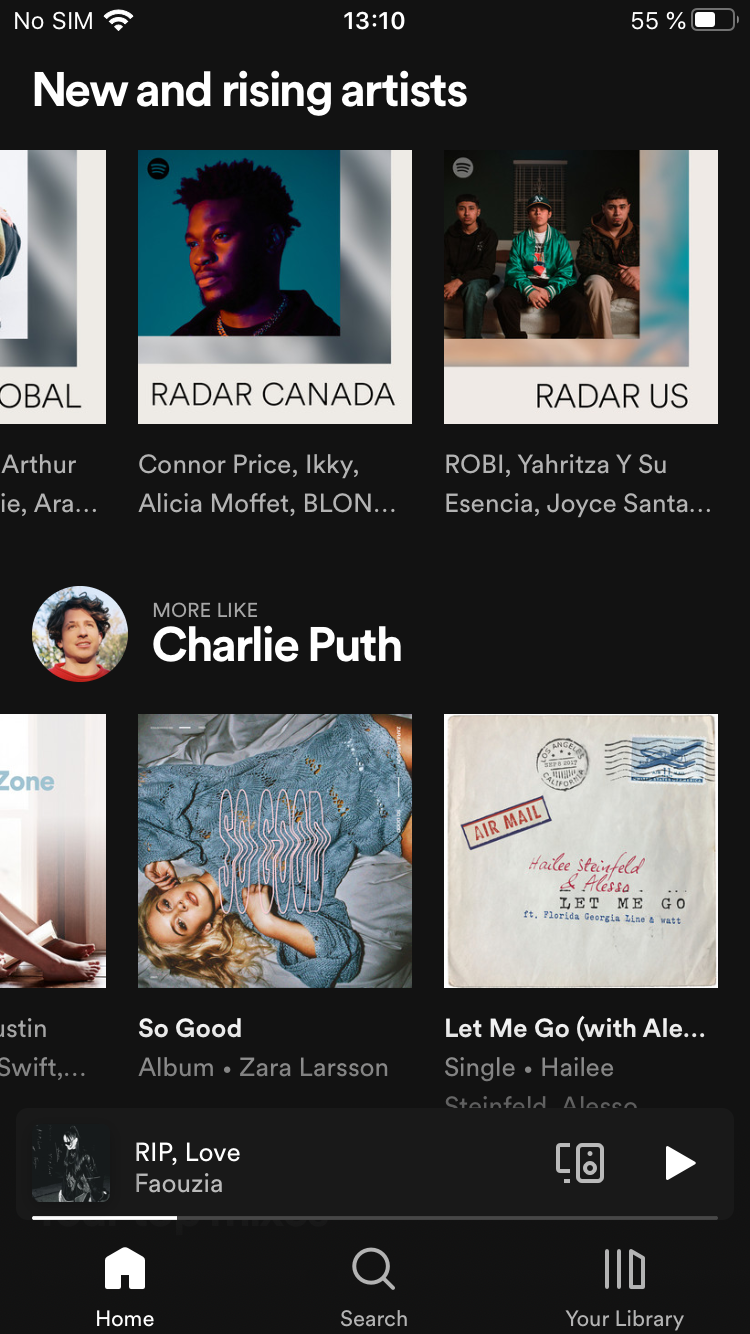 No SIM 13:10 55 %
New and rising artists
OBAL
RADAR CANADA
RADAR US
Arthur
ie, Ara...
Connor Price, Ikky,
Alicia Moffet, BLON...
ROBI, Yahritza Y Su
Esencia, Joyce Santa...
MORE LIKE
Charlie Puth
Zone
SO GOOD
LOS ANGELES
SEP 8 2017
CALIFORNIA
AIR MAIL
Hailee Steinfeld
& Alesso
LET ME GO
ft. Florida Georgia Line & watt
ustin
Swift,...
So Good
Album • Zara Larsson
Let Me Go (with Ale...
Single • Hailee
Steinfeld, Alesso
RIP, Love
Faouzia
Home
Search
Your Library